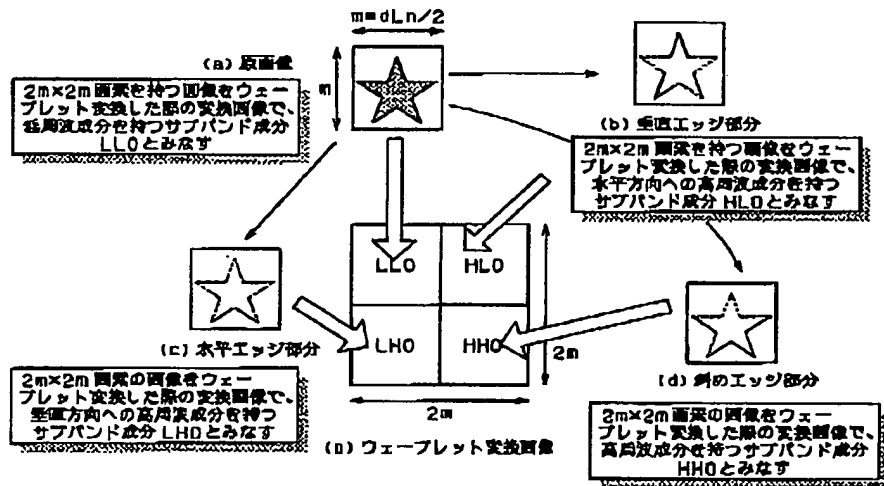 m=dLn/2
(a) 原画像
m
2m×2m画素を持つ画像をウェー
ブレット変換した際の変換画像で、
低周波成分を持つサブバンド成分
LL0とみなす
(b) 垂直エッジ部分
2m×2m画素を持つ画像をウェー
ブレット変換した際の変換画像で、
水平方向への高周波成分を持つ
サブバンド成分HL0とみなす
LL0
HL0
LH0
HH0
2m
2m
(c) 水平エッジ部分
2m×2m画素の画像をウェー
ブレット変換した際の変換画像で、
垂直方向への高周波成分を持つ
サブバンド成分LH0とみなす
(d) 斜めエッジ部分
2m×2m画素の画像をウェー
ブレット変換した際の変換画像で、
高周波成分を持つサブバンド成分
HH0とみなす
ウェーブレット変換画像